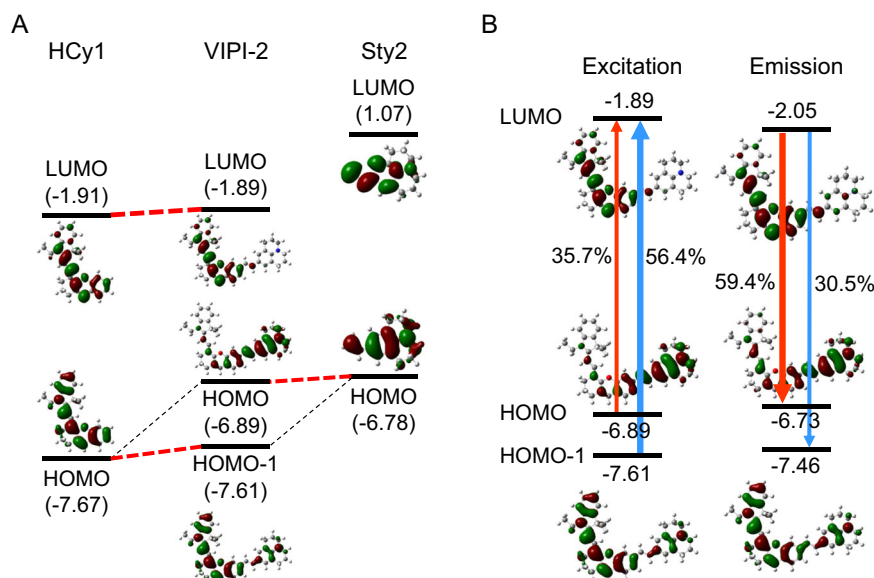 A
HCy1
VIPI-2
Sty2
LUMO
(1.07)
LUMO
(-1.91)
LUMO
(-1.89)
HOMO
(-6.89)
HOMO
(-6.78)
HOMO
(-7.67)
HOMO-1
(-7.61)
B
Excitation
Emission
LUMO
-1.89
-2.05
35.7%
56.4%
59.4%
30.5%
HOMO
-6.89
-6.73
HOMO-1
-7.61
-7.46